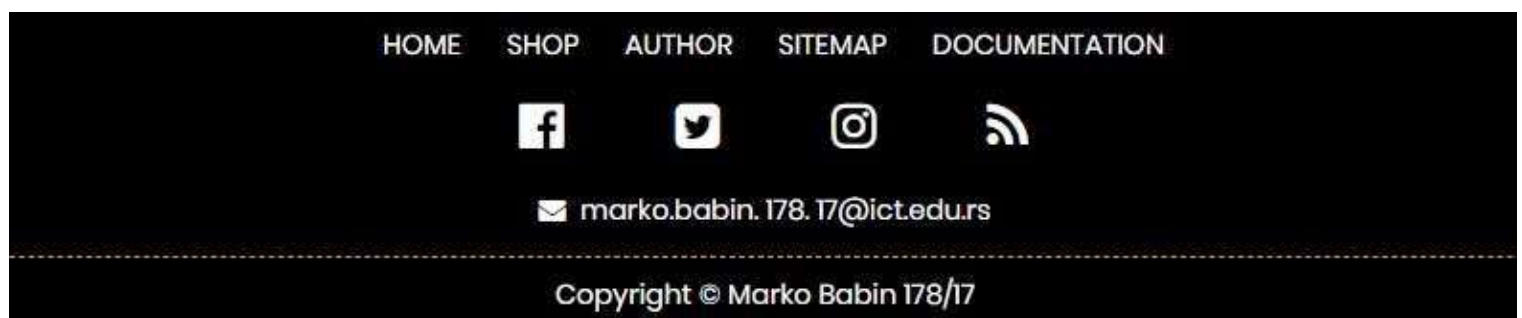 HOME SHOP AUTHOR SITEMAP DOCUMENTATION
marko.babin.178.17@ict.edu.rs
Copyright © Marko Babin 178/17